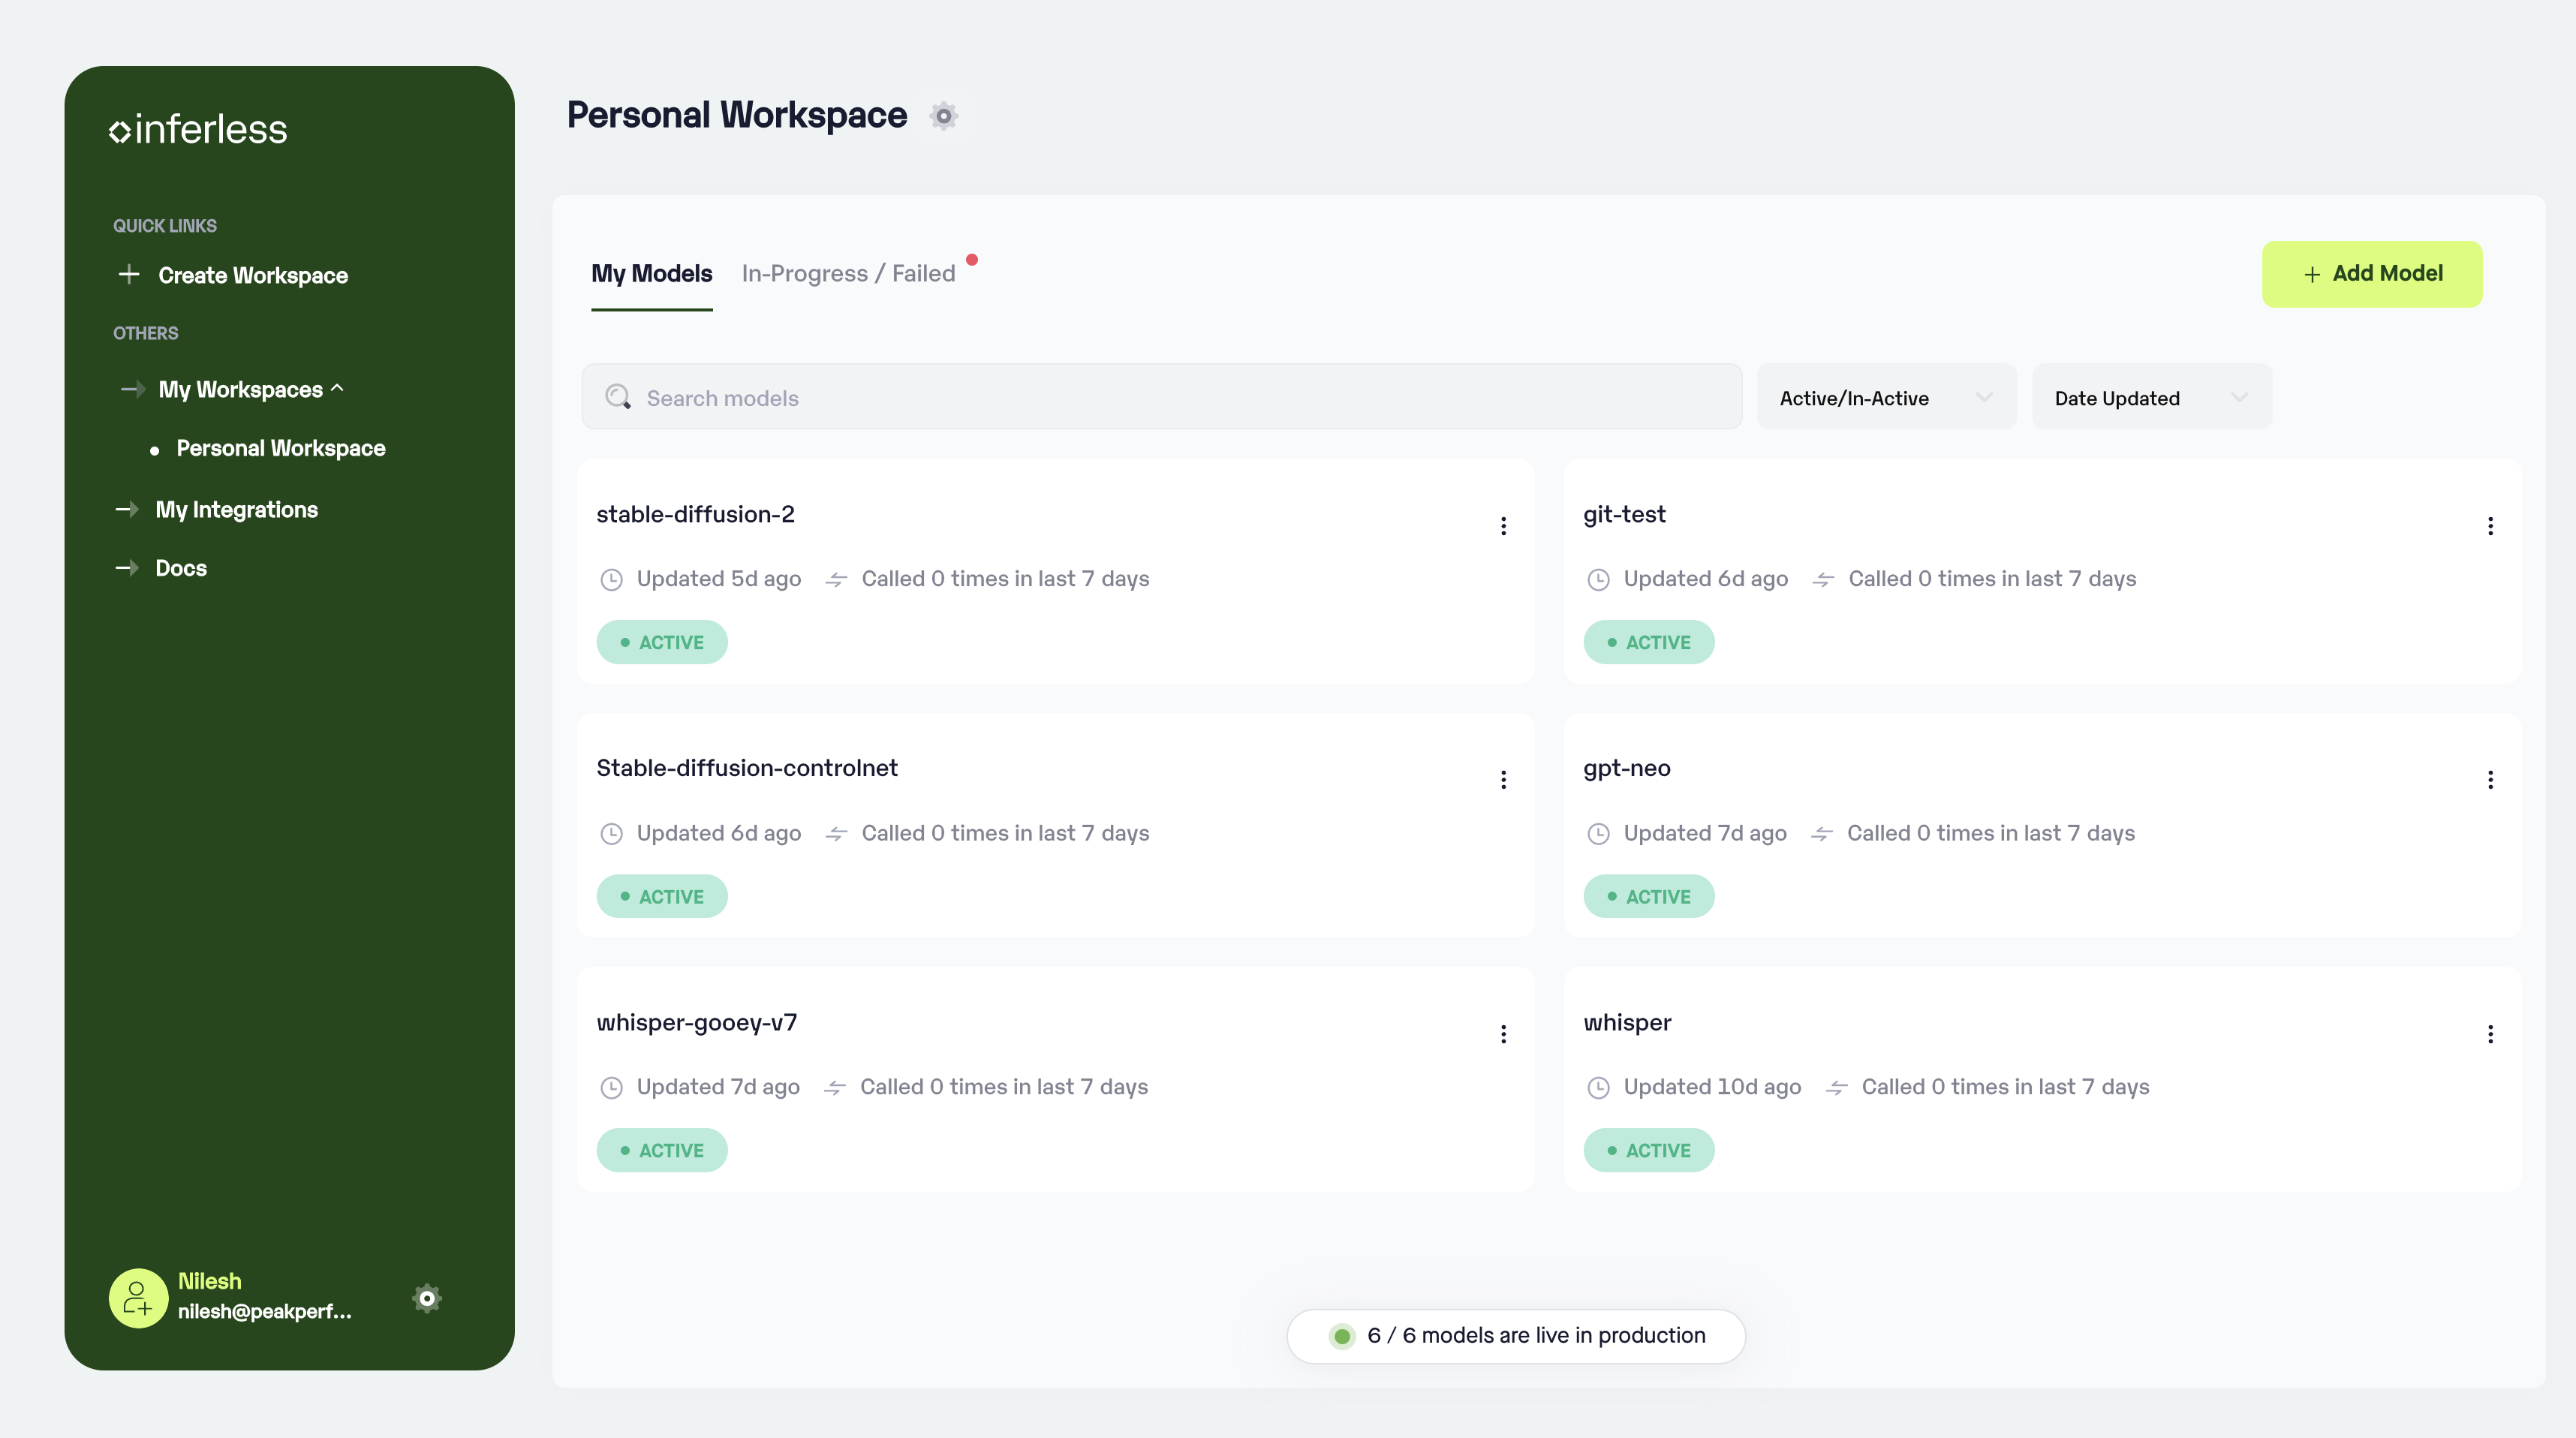 inferless
QUICK LINKS
Create Workspace
OTHERS
My Workspaces
Personal Workspace
My Integrations
Docs
Nilesh
nilesh@peakperf...
Personal Workspace
My Models
In-Progress / Failed
Add Model
Search models
Active/In-Active
Date Updated
stable-diffusion-2
Updated 5d ago
Called 0 times in last 7 days
ACTIVE
git-test
Updated 6d ago
Called 0 times in last 7 days
ACTIVE
Stable-diffusion-controlnet
Updated 6d ago
Called 0 times in last 7 days
ACTIVE
gpt-neo
Updated 7d ago
Called 0 times in last 7 days
ACTIVE
whisper-gooey-v7
Updated 7d ago
Called 0 times in last 7 days
ACTIVE
whisper
Updated 10d ago
Called 0 times in last 7 days
ACTIVE
6 / 6 models are live in production